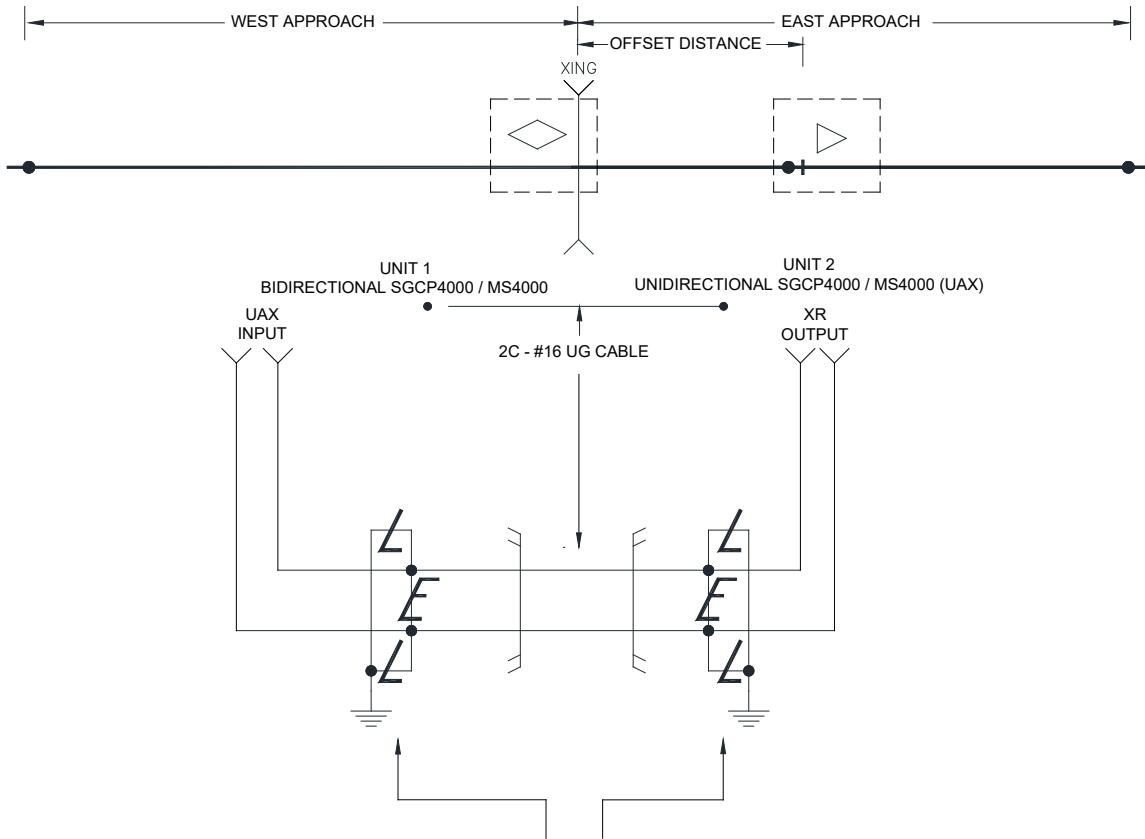 WEST APPROACH
EAST APPROACH
OFFSET DISTANCE
XING
UNIT 1
BIDIRECTIONAL SGCP4000 / MS4000
UNIT 2
UNIDIRECTIONAL SGCP4000 / MS4000 (UAX)
UAX
INPUT
XR
OUTPUT
2C - #16 UG CABLE